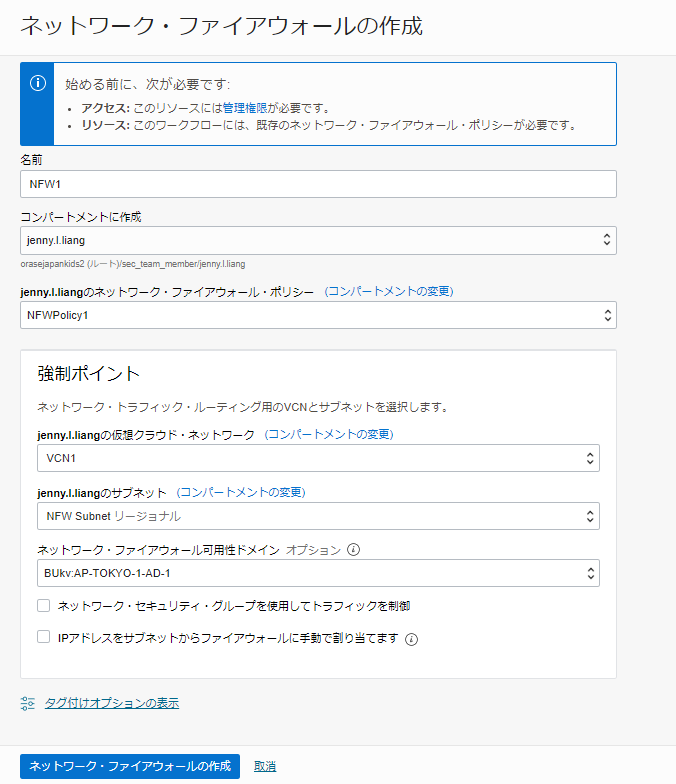 ネットワーク・ファイアウォールの作成
始める前に、次が必要です:
• アクセス: このリソースには管理権限が必要です。
• リソース: このワークフローには、既存のネットワーク・ファイアウォール・ポリシーが必要です。
名前
NFW1
コンパートメントに作成
jenny.l.liang
orasejapankids2 (ルート)/sec_team_member/jenny.l.liang
jenny.l.liangのネットワーク・ファイアウォール・ポリシー (コンパートメントの変更)
NFWPolicy1
強制ポイント
ネットワーク・トラフィック・ルーティング用のVCNとサブネットを選択します。
jenny.l.liangの仮想クラウド・ネットワーク (コンパートメントの変更)
VCN1
jenny.l.liangのサブネット (コンパートメントの変更)
NFW Subnet リージョナル
ネットワーク・ファイアウォール可用性ドメイン オプション
BUkv:AP-TOKYO-1-AD-1
ネットワーク・セキュリティ・グループを使用してトラフィックを制御
IPアドレスをサブネットからファイアウォールに手動で割り当てます
タグ付けオプションの表示
ネットワーク・ファイアウォールの作成 取消